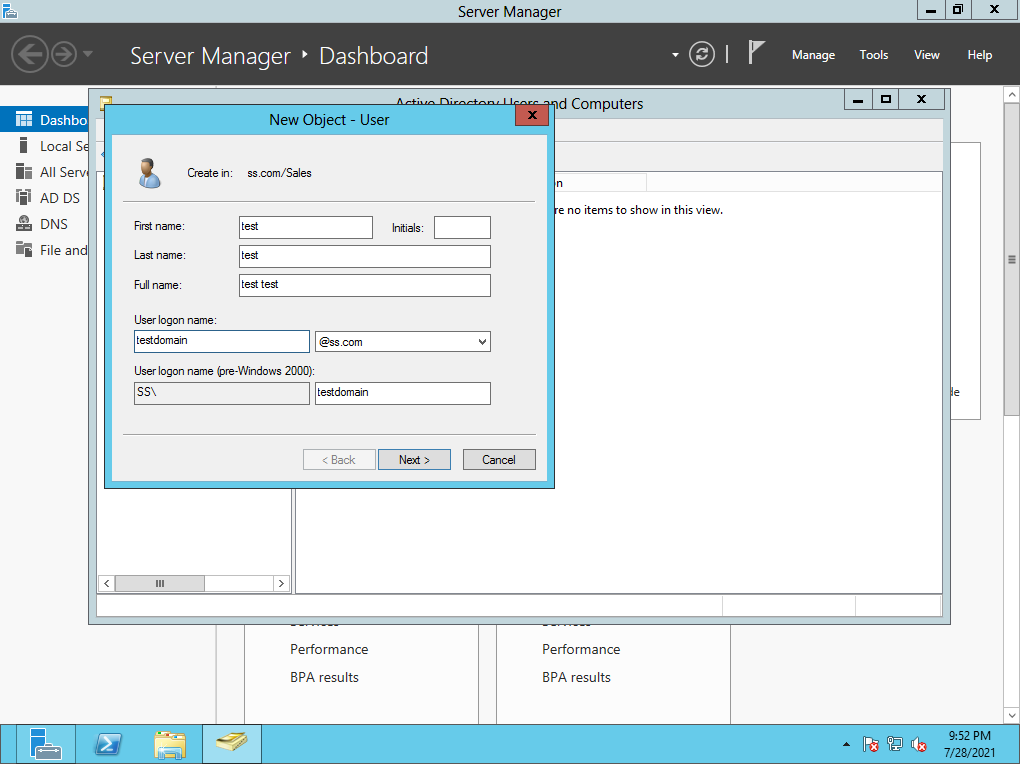 Server Manager
Server Manager ‣ Dashboard
Manage Tools View Help
Active Directory Users and Computers
New Object - User
Dashbo
Local Se
All Serve
AD DS
DNS
File and
Create in: ss.com/Sales
First name: test Initials:
Last name: test
Full name: test test
User logon name:
testdomain @ss.com
User logon name (pre-Windows 2000):
SS\ testdomain
< Back Next > Cancel
on
re no items to show in this view.
de
Services Services
Performance Performance
BPA results BPA results
9:52 PM
7/28/2021